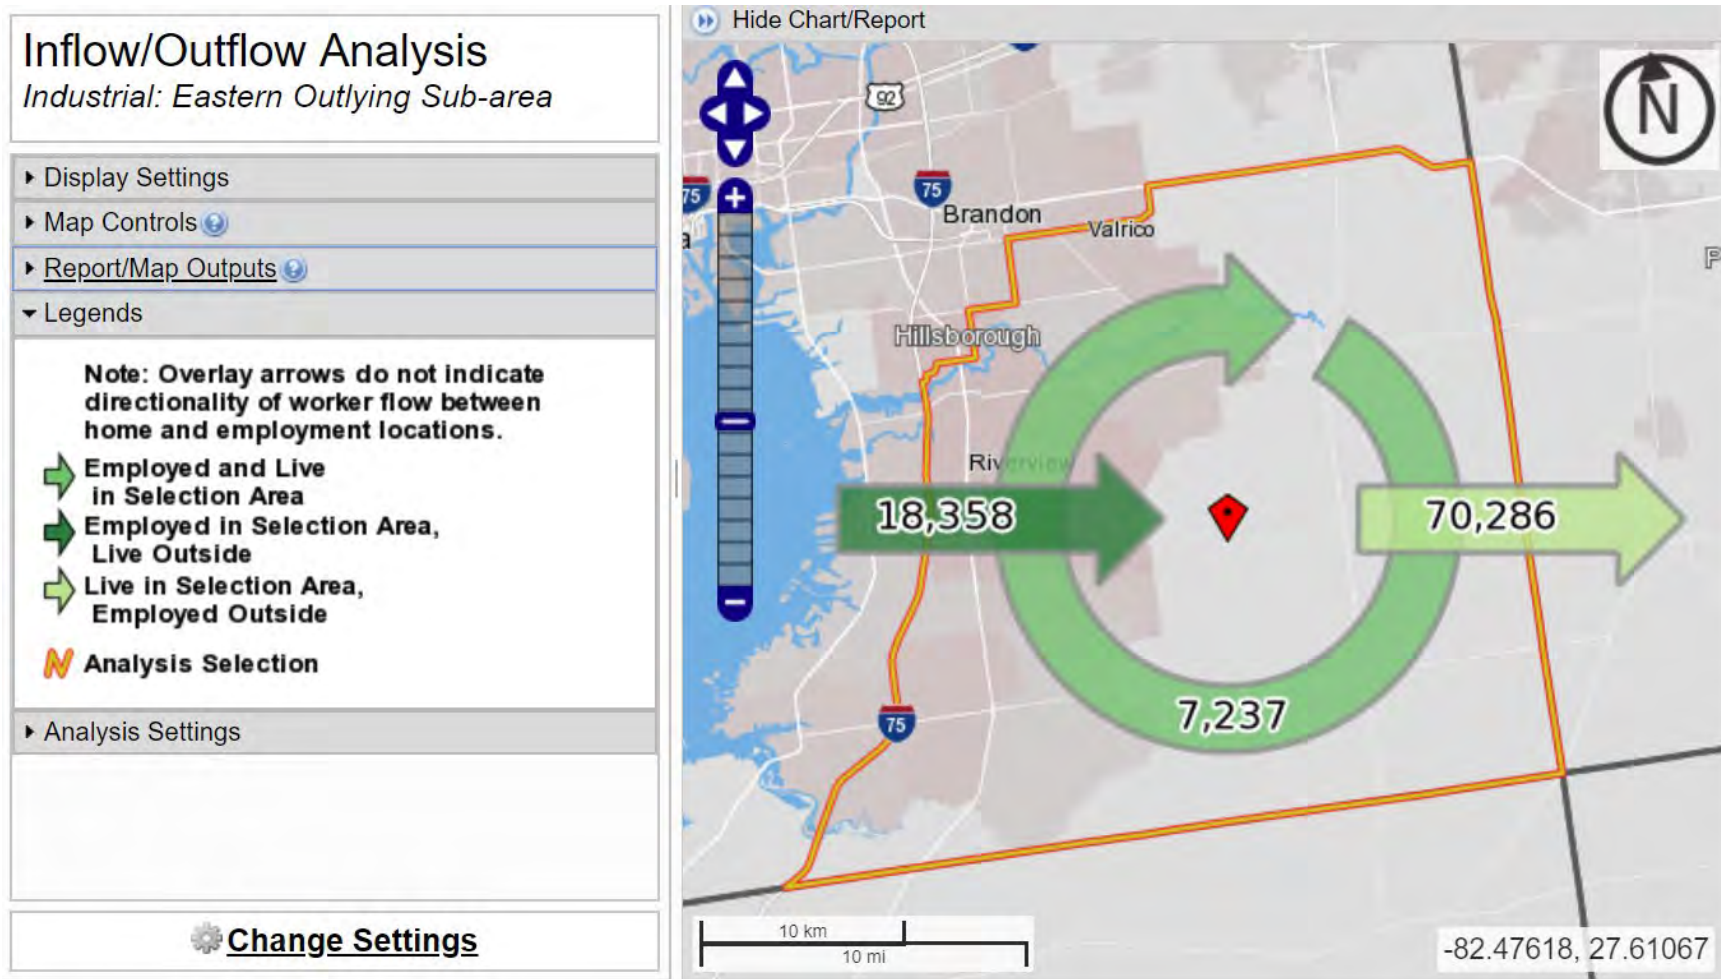 Inflow/Outflow Analysis
Industrial: Eastern Outlying Sub-area
Display Settings
Map Controls
Report/Map Outputs
Legends
Note: Overlay arrows do not indicate
directionality of worker flow between
home and employment locations.
Employed and Live
in Selection Area
Employed in Selection Area,
Live Outside
Live in Selection Area,
Employed Outside
Analysis Selection
Analysis Settings
Change Settings
Hide Chart/Report
92
N
75
75
Brandon
Valrico
a
P
Hillsborough
Riverview
18,358
70,286
7,237
75
10 km
10 mi
-82.47618, 27.61067